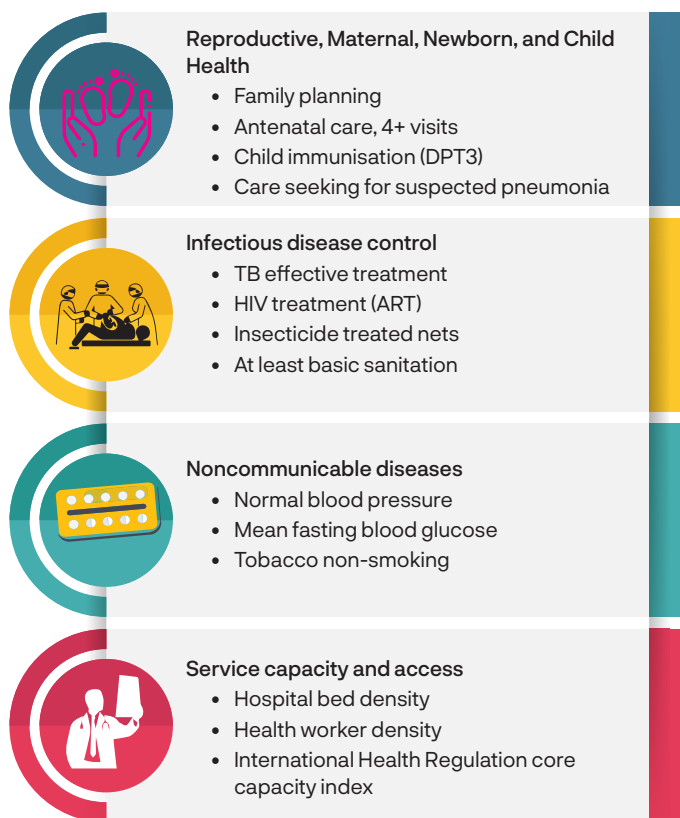 Reproductive, Maternal, Newborn, and Child
Health
• Family planning
• Antenatal care, 4+ visits
• Child immunisation (DPT3)
• Care seeking for suspected pneumonia
Infectious disease control
• TB effective treatment
• HIV treatment (ART)
• Insecticide treated nets
• At least basic sanitation
Noncommunicable diseases
• Normal blood pressure
• Mean fasting blood glucose
• Tobacco non-smoking
Service capacity and access
• Hospital bed density
• Health worker density
• International Health Regulation core
capacity index